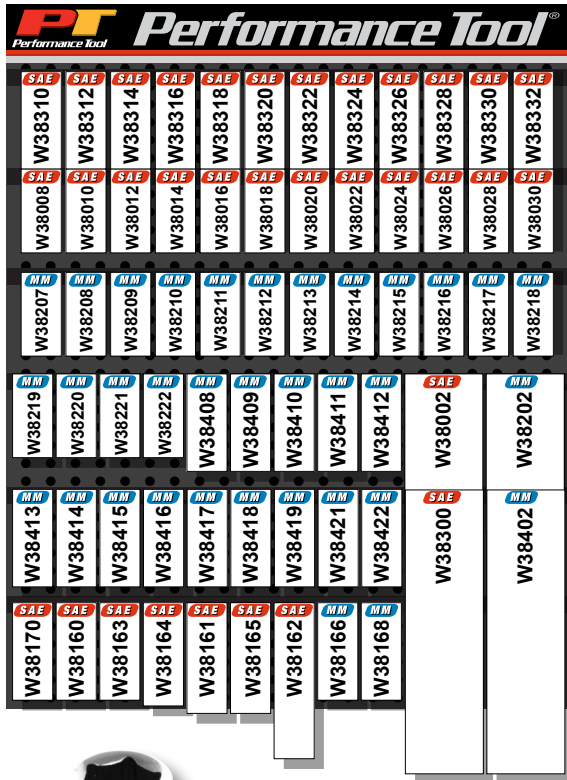 PT Performance Tool®
Performance Tool
SAE SAE SAE SAE SAE SAE SAE SAE SAE SAE SAE SAE
W38310 W38312 W38314 W38316 W38318 W38320 W38322 W38324 W38326 W38328 W38330 W38332
SAE SAE SAE SAE SAE SAE SAE SAE SAE SAE SAE SAE
W38008 W38010 W38012 W38014 W38016 W38018 W38020 W38022 W38024 W38026 W38028 W38030
MM MM MM MM MM MM MM MM MM MM MM MM
W38207 W38208 W38209 W38210 W38211 W38212 W38213 W38214 W38215 W38216 W38217 W38218
MM MM MM MM MM MM MM MM MM SAE MM
W38219 W38220 W38221 W38222 W38408 W38409 W38410 W38411 W38412 W38002 W38202
MM MM MM MM MM MM MM MM MM SAE MM
W38413 W38414 W38415 W38416 W38417 W38418 W38419 W38421 W38422 W38300 W38402
SAE SAE SAE SAE SAE SAE SAE MM MM
W38170 W38160 W38163 W38164 W38161 W38165 W38162 W38166 W38168